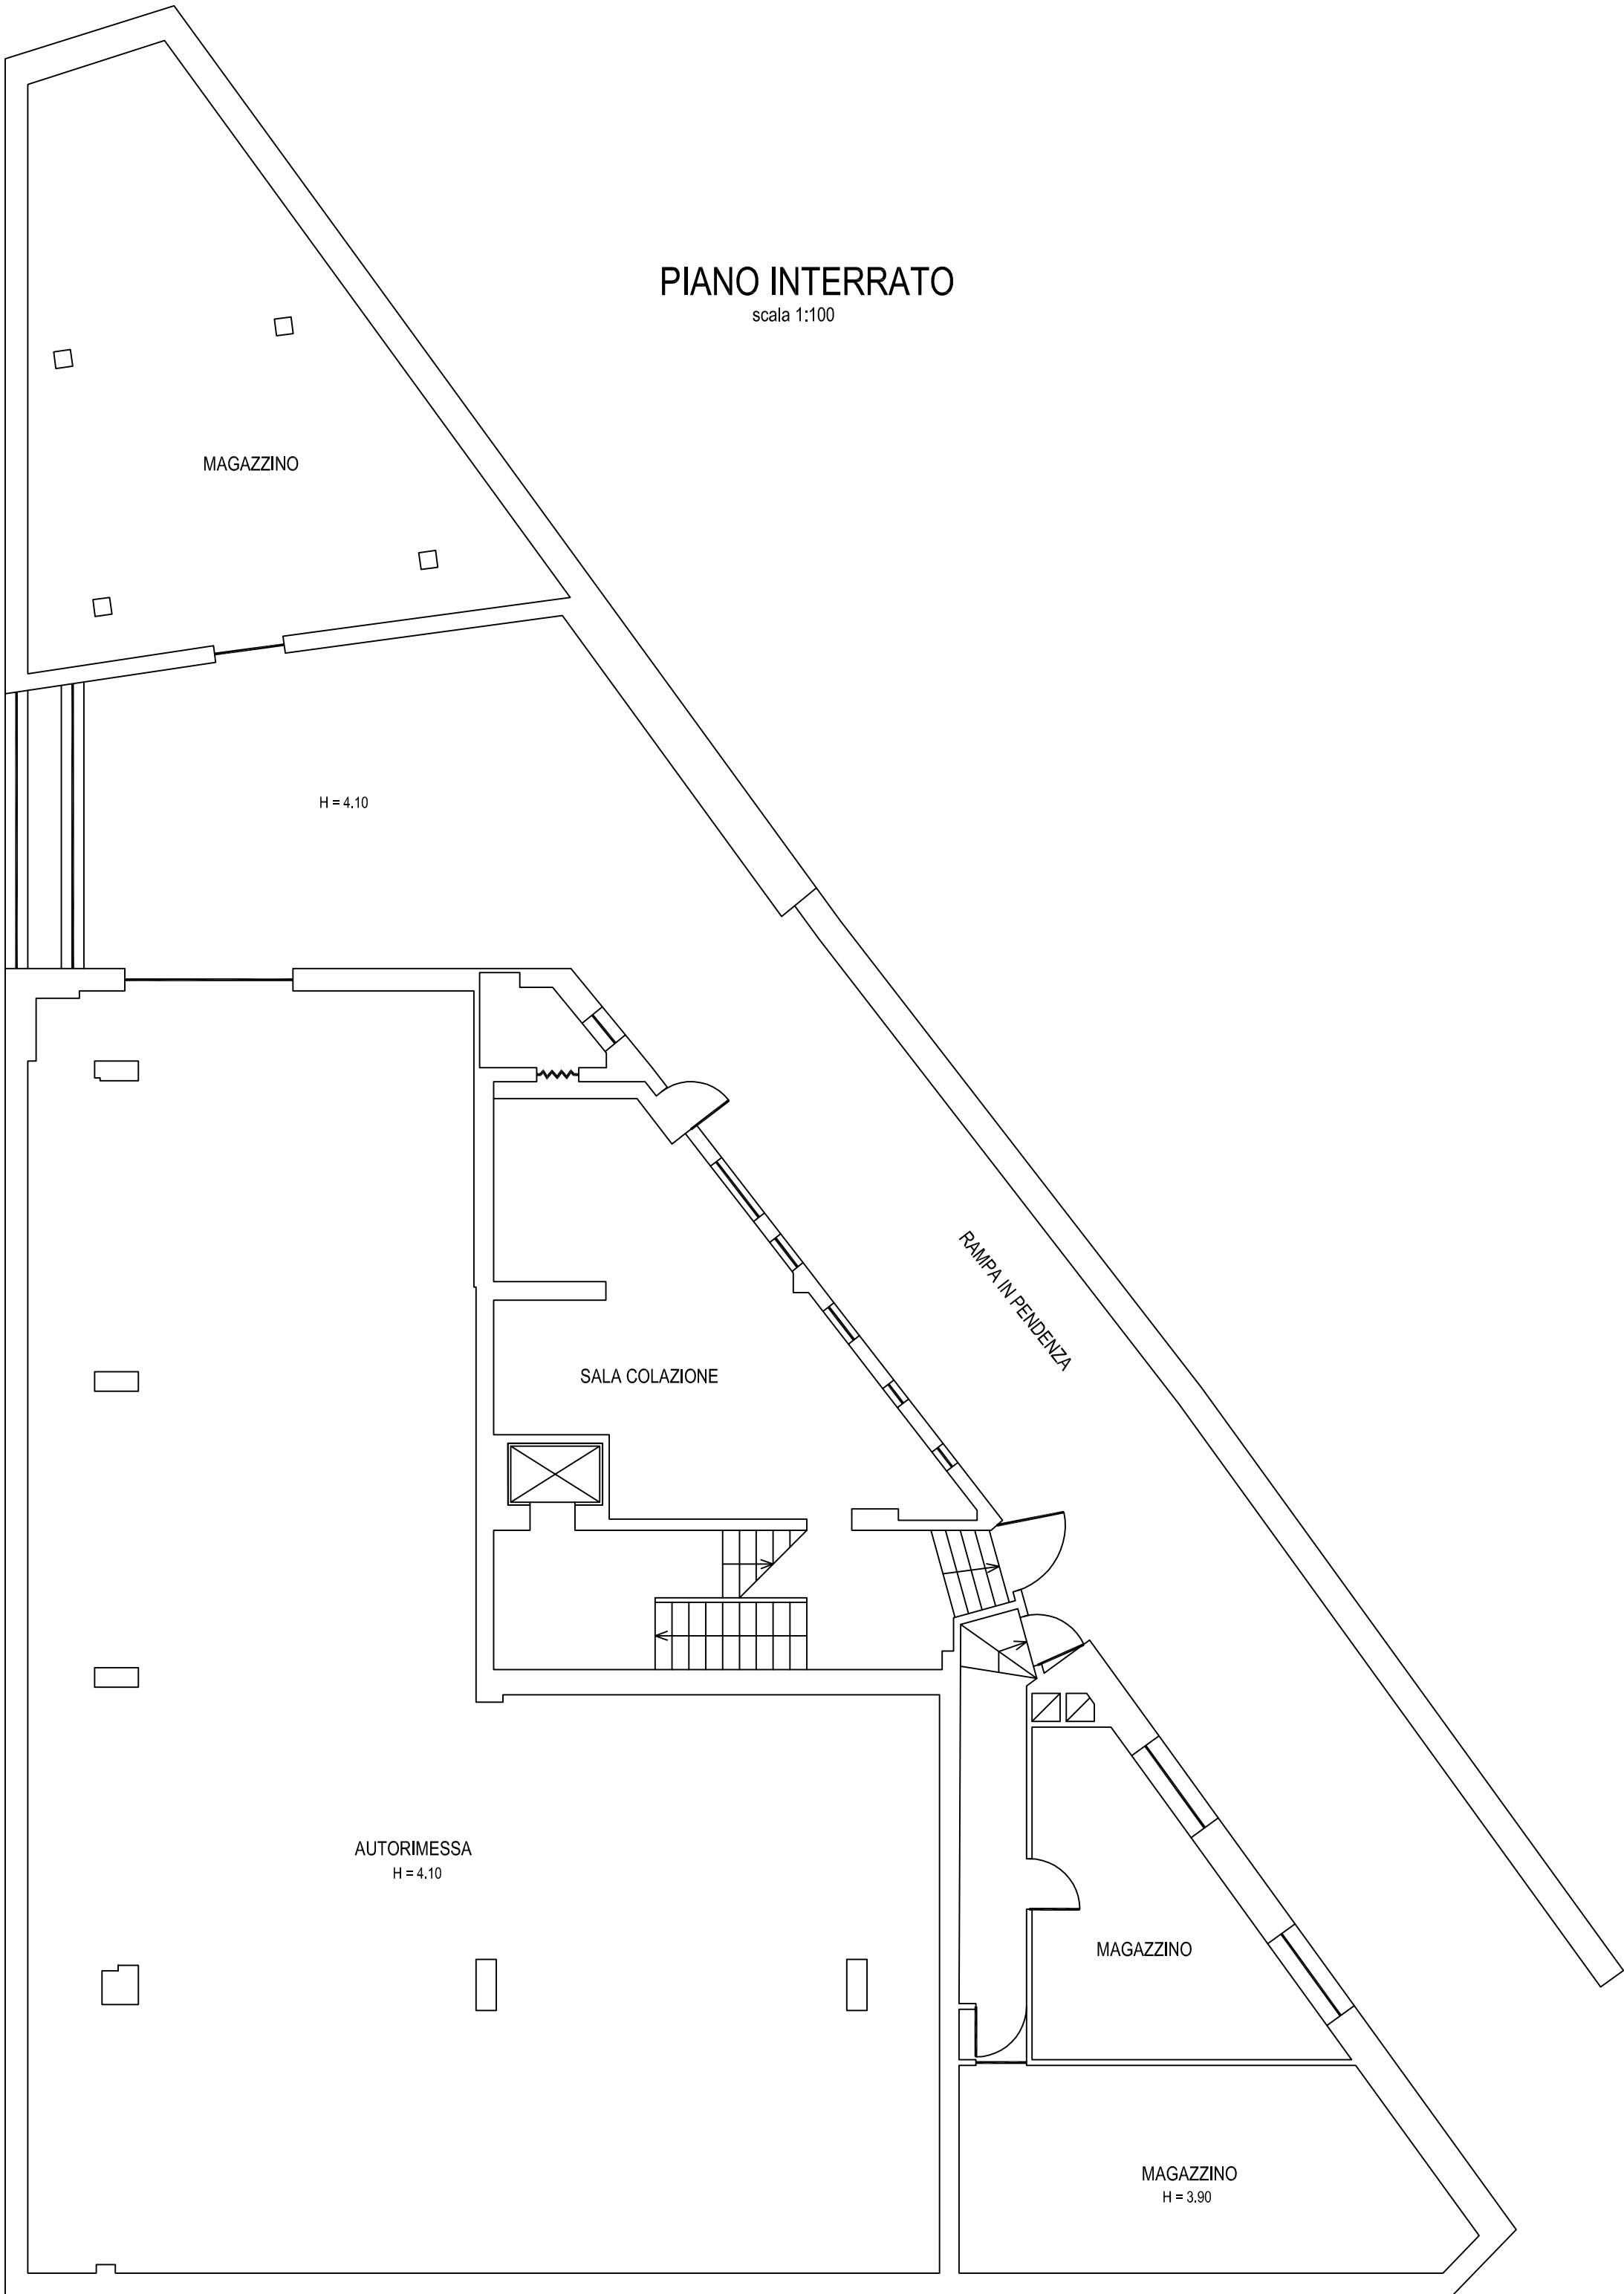 PIANO INTERRATO
scala 1:100
MAGAZZINO
H = 4.10
RAMPA IN PENDENZA
SALA COLAZIONE
AUTORIMESSA
H = 4.10
MAGAZZINO
MAGAZZINO
H = 3.90